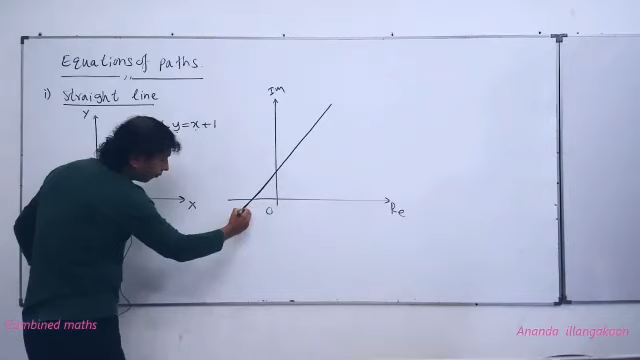 Equations of paths.
i) Straight line
Y
y=x+1
X
Im
O
Re
Combined maths
Ananda illangakoon